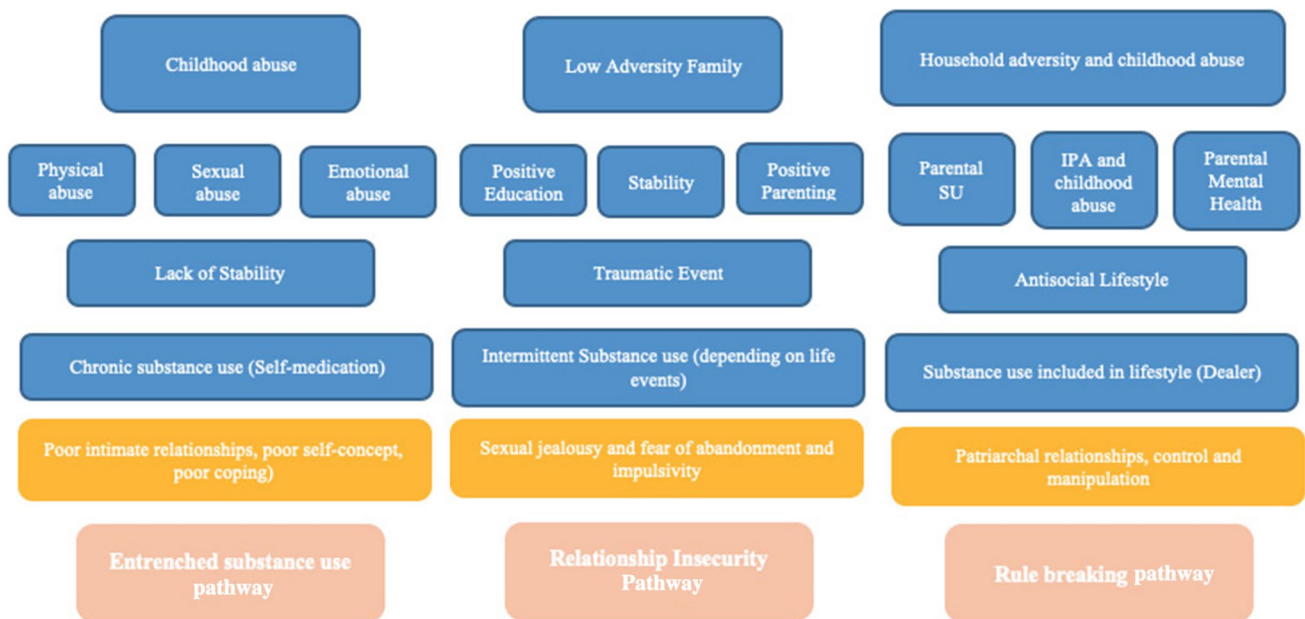 Childhood abuse
Low Adversity Family
Household adversity and childhood abuse
Physical
abuse
Sexual
abuse
Emotional
abuse
Positive
Education
Stability
Positive
Parenting
Parental
SU
IPA and
childhood
abuse
Parental
Mental
Health
Lack of Stability
Traumatic Event
Antisocial Lifestyle
Chronic substance use (Self-medication)
Intermittent Substance use (depending on life
events)
Substance use included in lifestyle (Dealer)
Poor intimate relationships, poor self-concept,
poor coping)
Sexual jealousy and fear of abandonment and
impulsivity
Patriarchal relationships, control and
manipulation
Entrenched substance use
pathway
Relationship Insecurity
Pathway
Rule breaking pathway